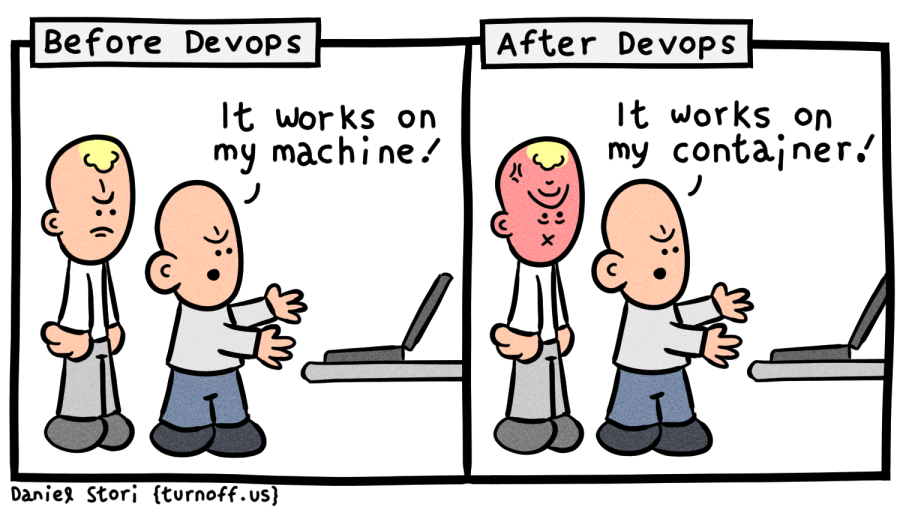 Before Devops
It works on
my machine!
After Devops
It works on
my container!
Daniel Stori {turnoff.us}